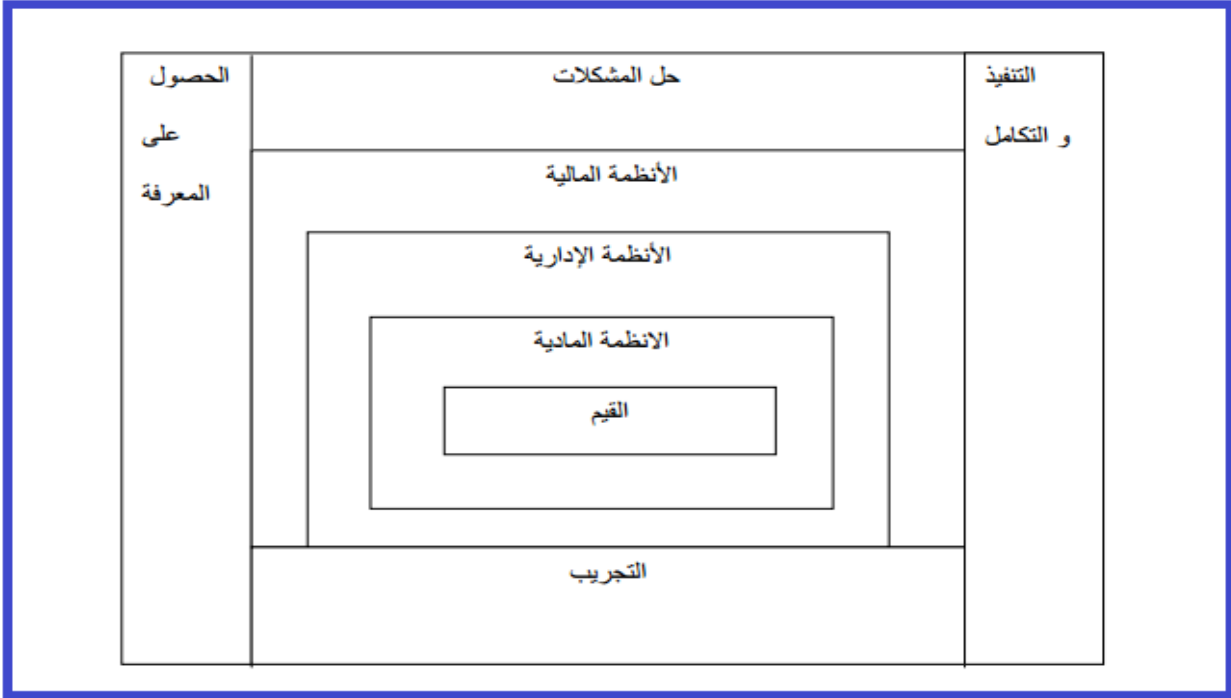 التنفيذ
و التكامل
حل المشكلات
الحصول
على
المعرفة
الأنظمة المالية
الأنظمة الإدارية
الانظمة المادية
القيم
التجريب